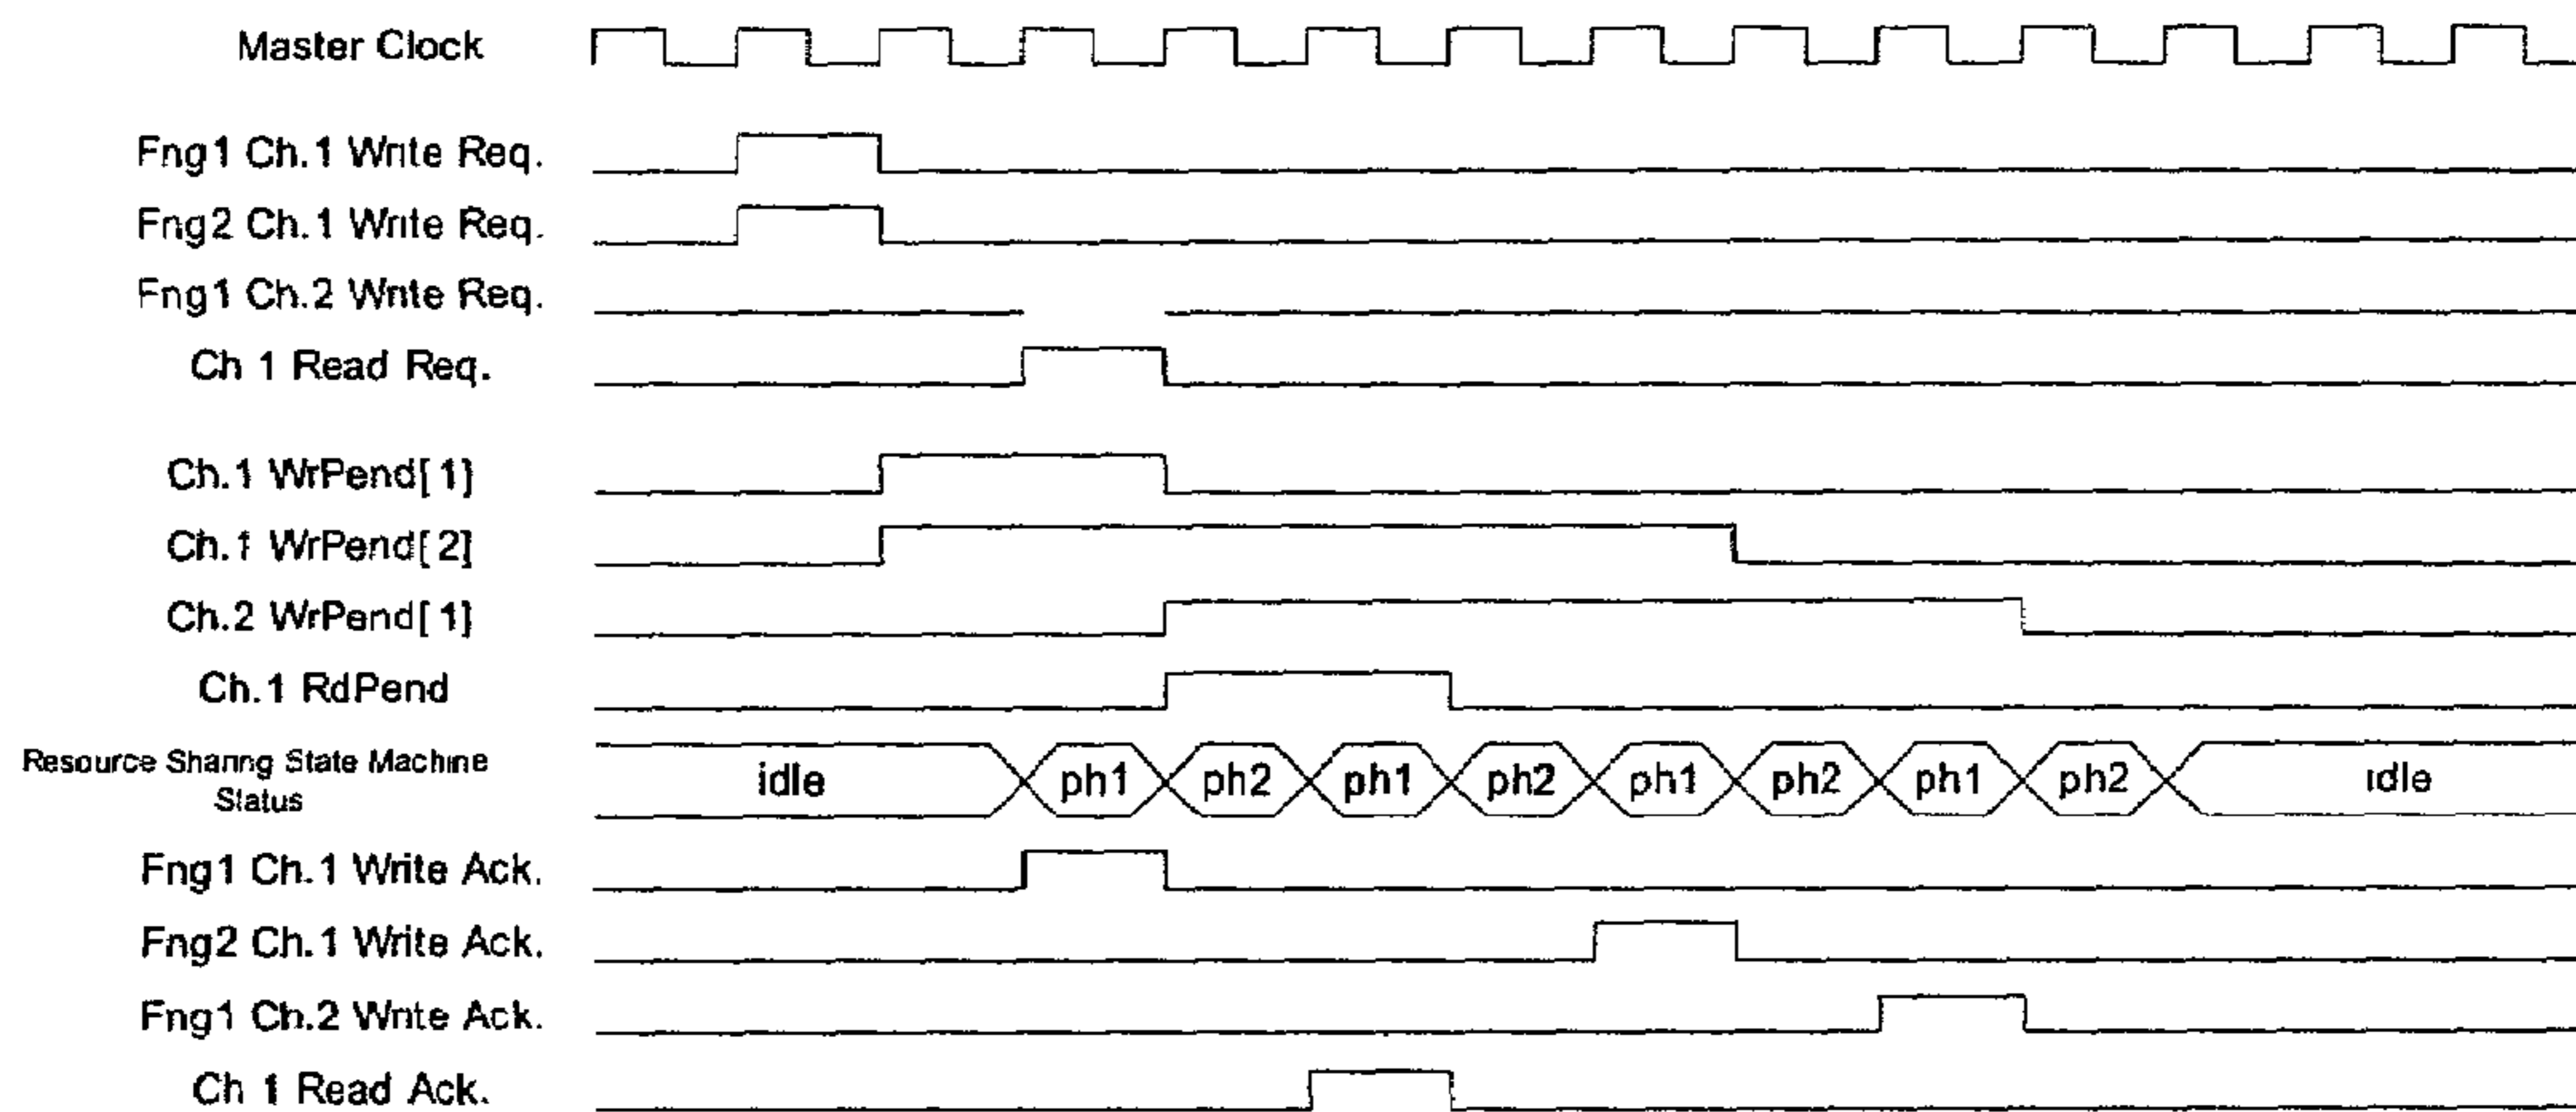 Master Clock
Fng1 Ch.1 Write Req.
Fng2 Ch.1 Write Req.
Fng1 Ch.2 Write Req.
Ch 1 Read Req.
Ch.1 WrPend[1]
Ch.1 WrPend[2]
Ch.2 WrPend[1]
Ch.1 RdPend
Resource Sharing State Machine
Status
idle ph1 ph2 ph1 ph2 ph1 ph2 ph1 ph2 idle
Fng1 Ch.1 Write Ack.
Fng2 Ch.1 Write Ack.
Fng1 Ch.2 Write Ack.
Ch 1 Read Ack.